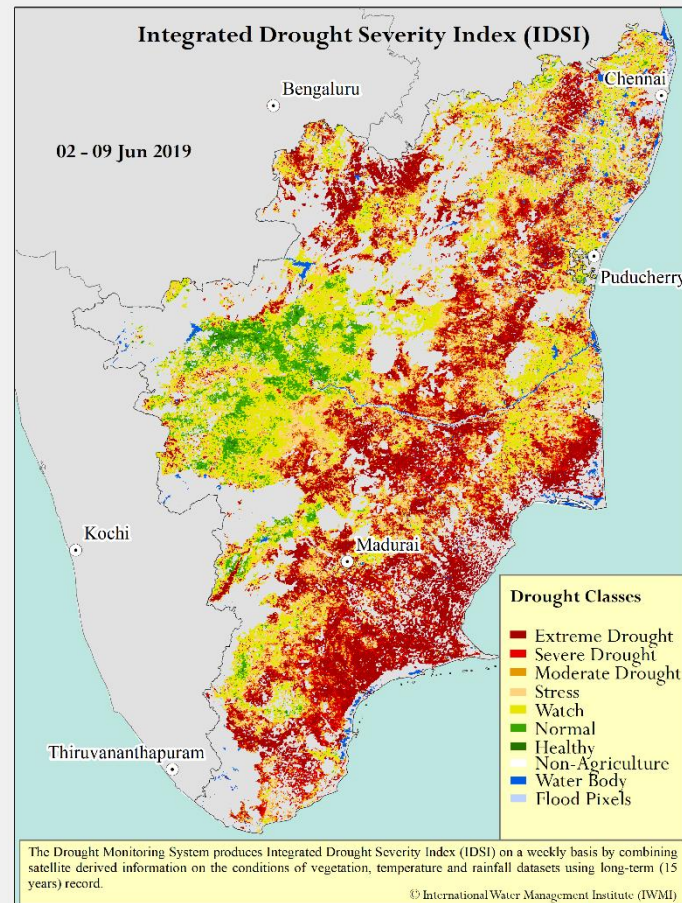 Integrated Drought Severity Index (IDSI)
Bengaluru
Chennai
02 - 09 Jun 2019
Puducherry
Kochi
Madurai
Drought Classes
Extreme Drought
Severe Drought
Moderate Drought
Stress
Watch
Normal
Healthy
Non-Agriculture
Water Body
Flood Pixels
Thiruvananthapuram
The Drought Monitoring System produces Integrated Drought Severity Index (IDSI) on a weekly basis by combining
satellite derived information on the conditions of vegetation, temperature and rainfall datasets using long-term (15
years) record.
© International Water Management Institute (IWMI)